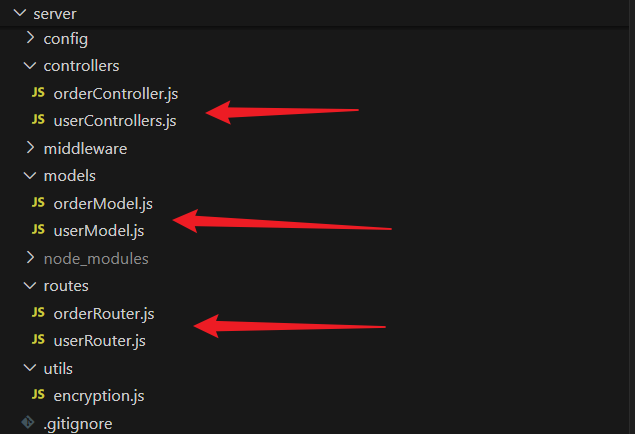 server
config
controllers
JS orderController.js
JS userControllers.js
middleware
models
JS orderModel.js
JS userModel.js
node_modules
routes
JS orderRouter.js
JS userRouter.js
utils
JS encryption.js
.gitignore